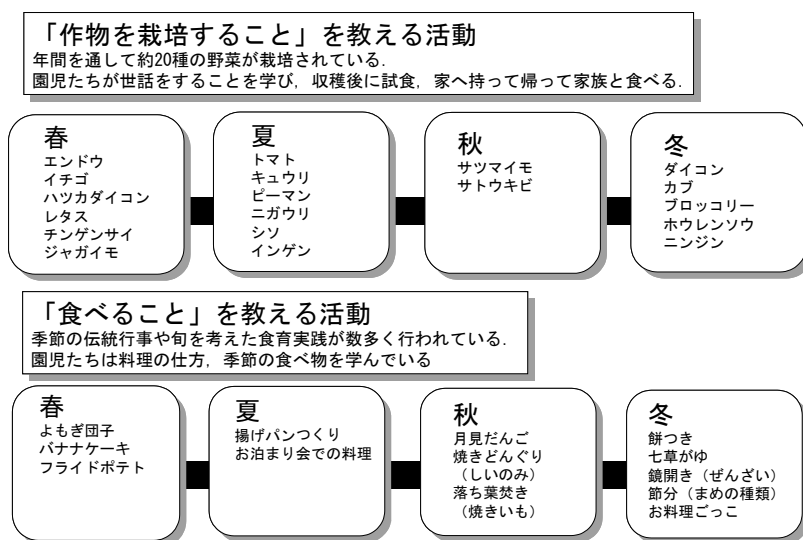 「作物を栽培すること」を教える活動
年間を通して約20種の野菜が栽培されている.
園児たちが世話をすることを学び，収穫後に試食，家へ持って帰って家族と食べる.
春
エンドウ
イチゴ
ハツカダイコン
レタス
チンゲンサイ
ジャガイモ
夏
トマト
キュウリ
ピーマン
ニガウリ
シソ
インゲン
秋
サツマイモ
サトウキビ
冬
ダイコン
カブ
ブロッコリー
ホウレンソウ
ニンジン
「食べること」を教える活動
季節の伝統行事や旬を考えた食育実践が数多く行われている.
園児たちは料理の仕方，季節の食べ物を学んでいる
春
よもぎ団子
バナナケーキ
フライドポテト
夏
揚げパンつくり
お泊まり会での料理
秋
月見だんご
焼きどんぐり
（しいのみ）
落ち葉焚き
（焼きいも）
冬
餅つき
七草がゆ
鏡開き（ぜんざい）
節分（まめの種類）
お料理ごっこ